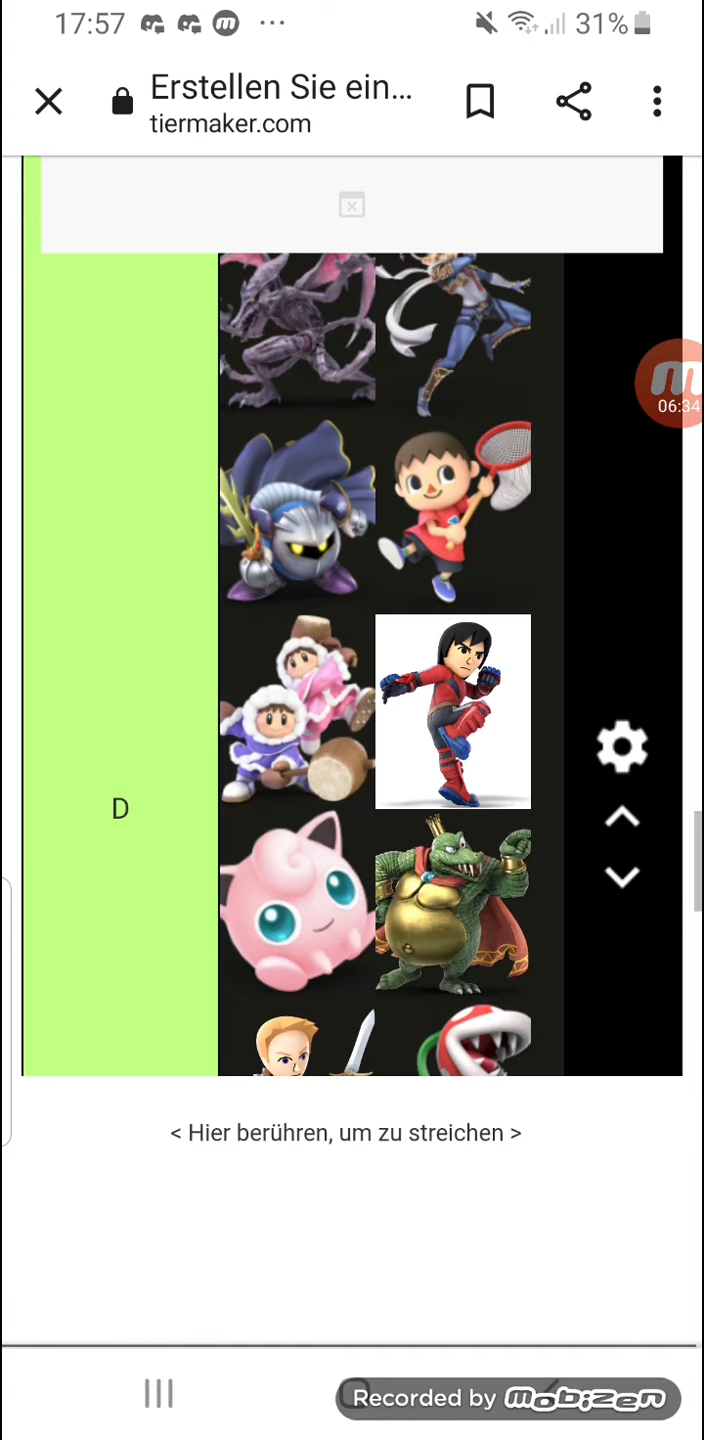 17:57
31%
Erstellen Sie ein...
tiermaker.com
06:34
D
< Hier berühren, um zu streichen >
Recorded by mobizen